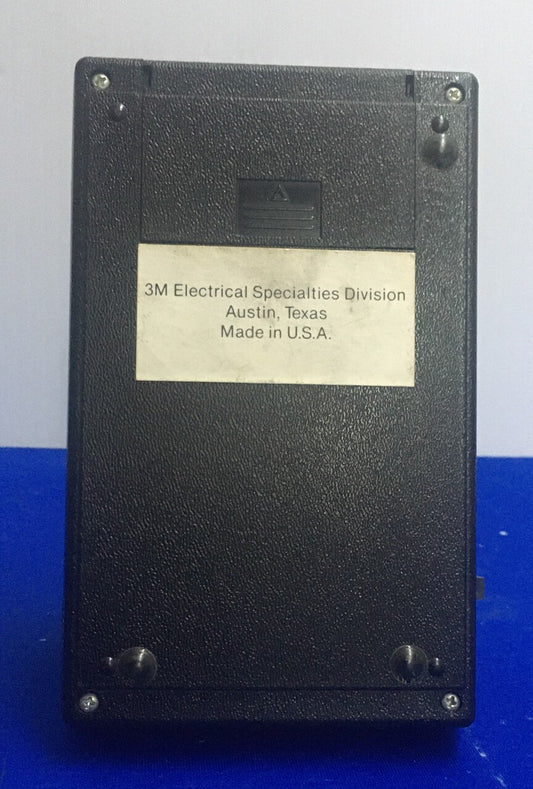 3M Electrical Specialties Division
Austin, Texas
Made in U.S.A.